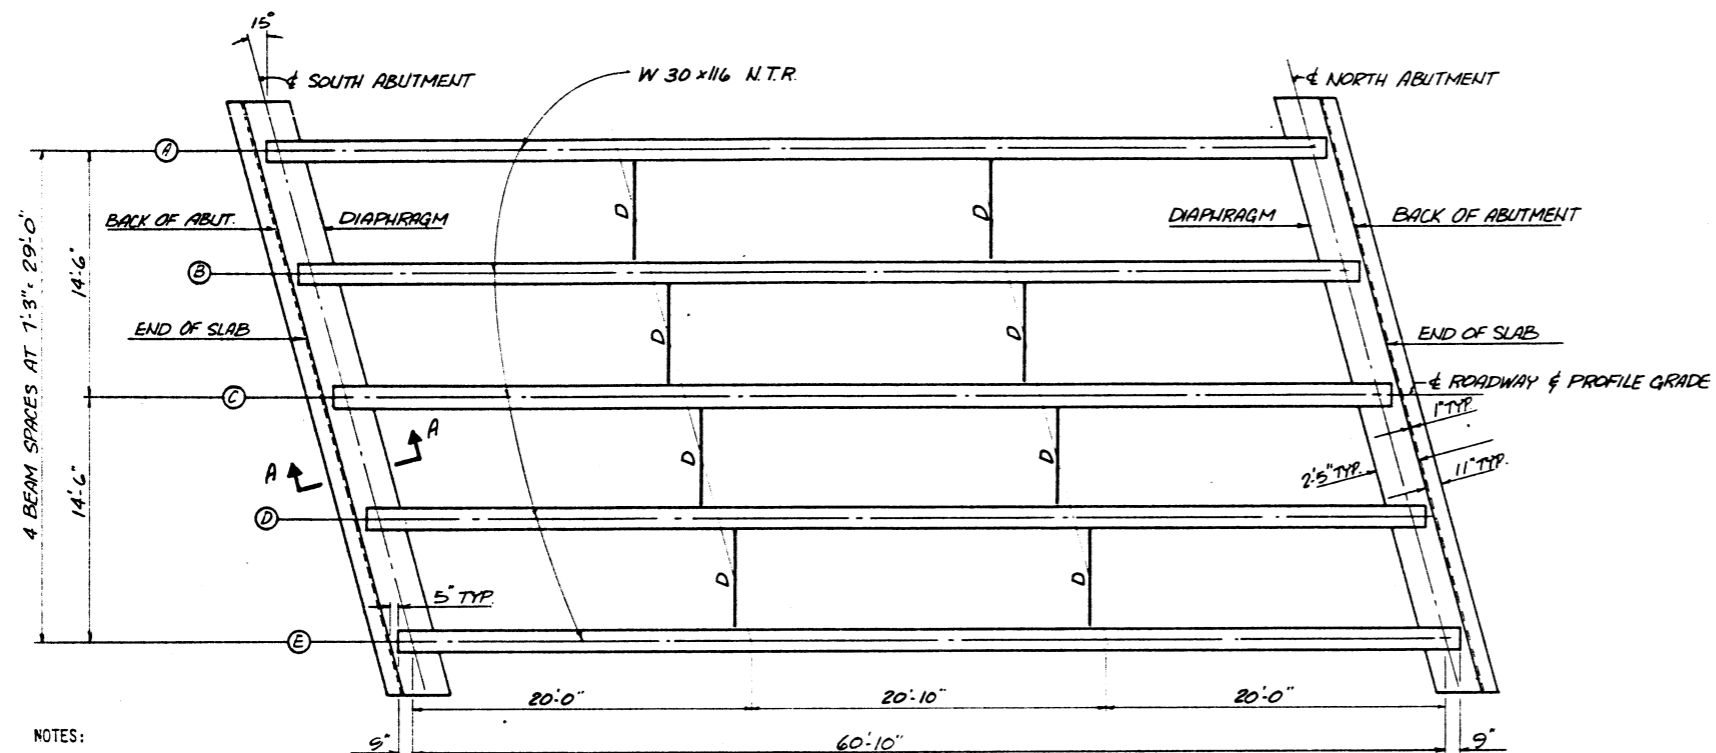 15°
℄ SOUTH ABUTMENT
W 30 x116 N.T.R.
℄ NORTH ABUTMENT
A
BACK OF ABUT.
DIAPHRAGM
D
D
DIAPHRAGM
BACK OF ABUTMENT
4 BEAM SPACES AT 7'-3"= 29'-0"
14'-6"
B
END OF SLAB
D
D
END OF SLAB
℄ ROADWAY & PROFILE GRADE
C
1" TYP.
A
A
14'-6"
D
D
2'-5" TYP.
11" TYP.
D
5" TYP.
D
D
E
20'-0"
20'-10"
20'-0"
NOTES:
9"
60'-10"
9"